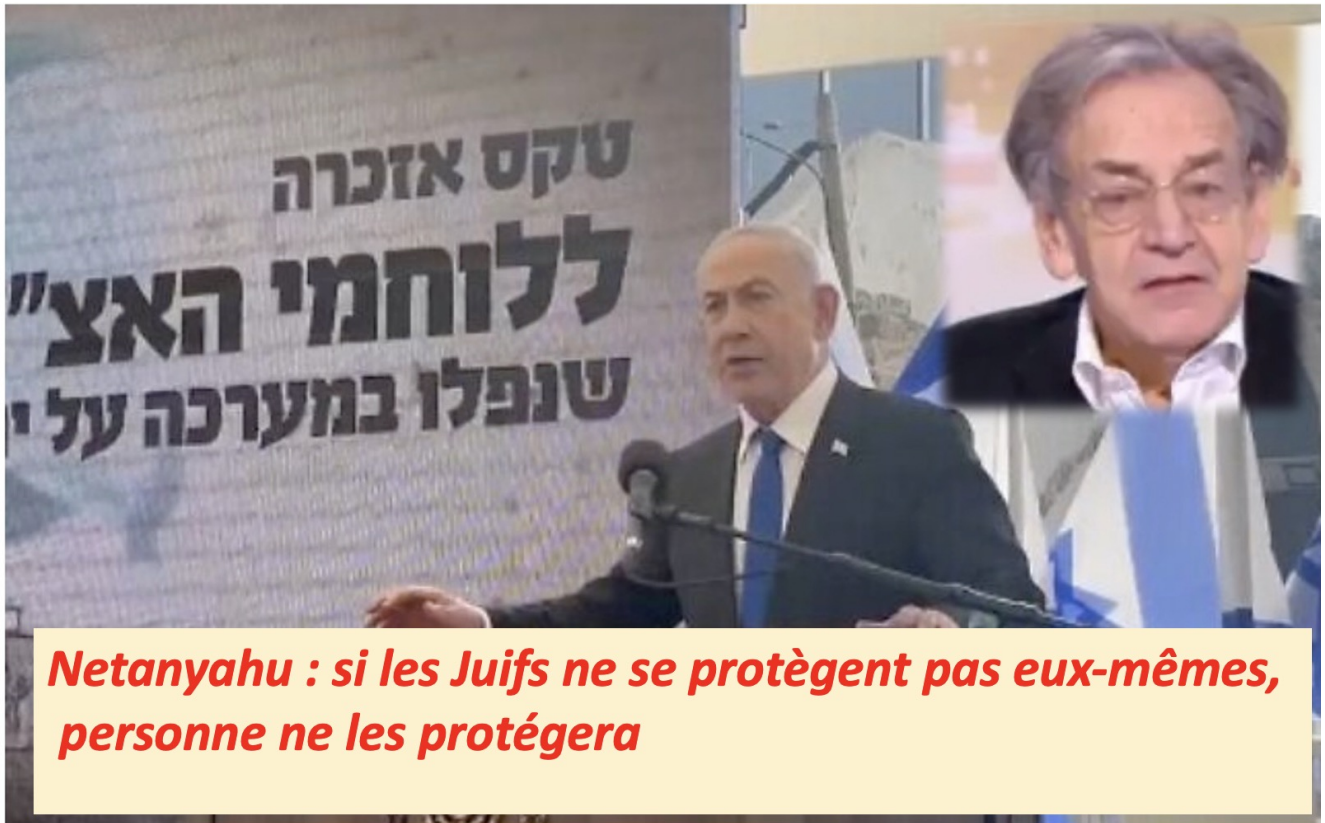 טקס אזכרה
ללוחמי האצ"
שנפלו במערכה על
Netanyahu : si les Juifs ne se protègent pas eux-mêmes,
personne ne les protégera